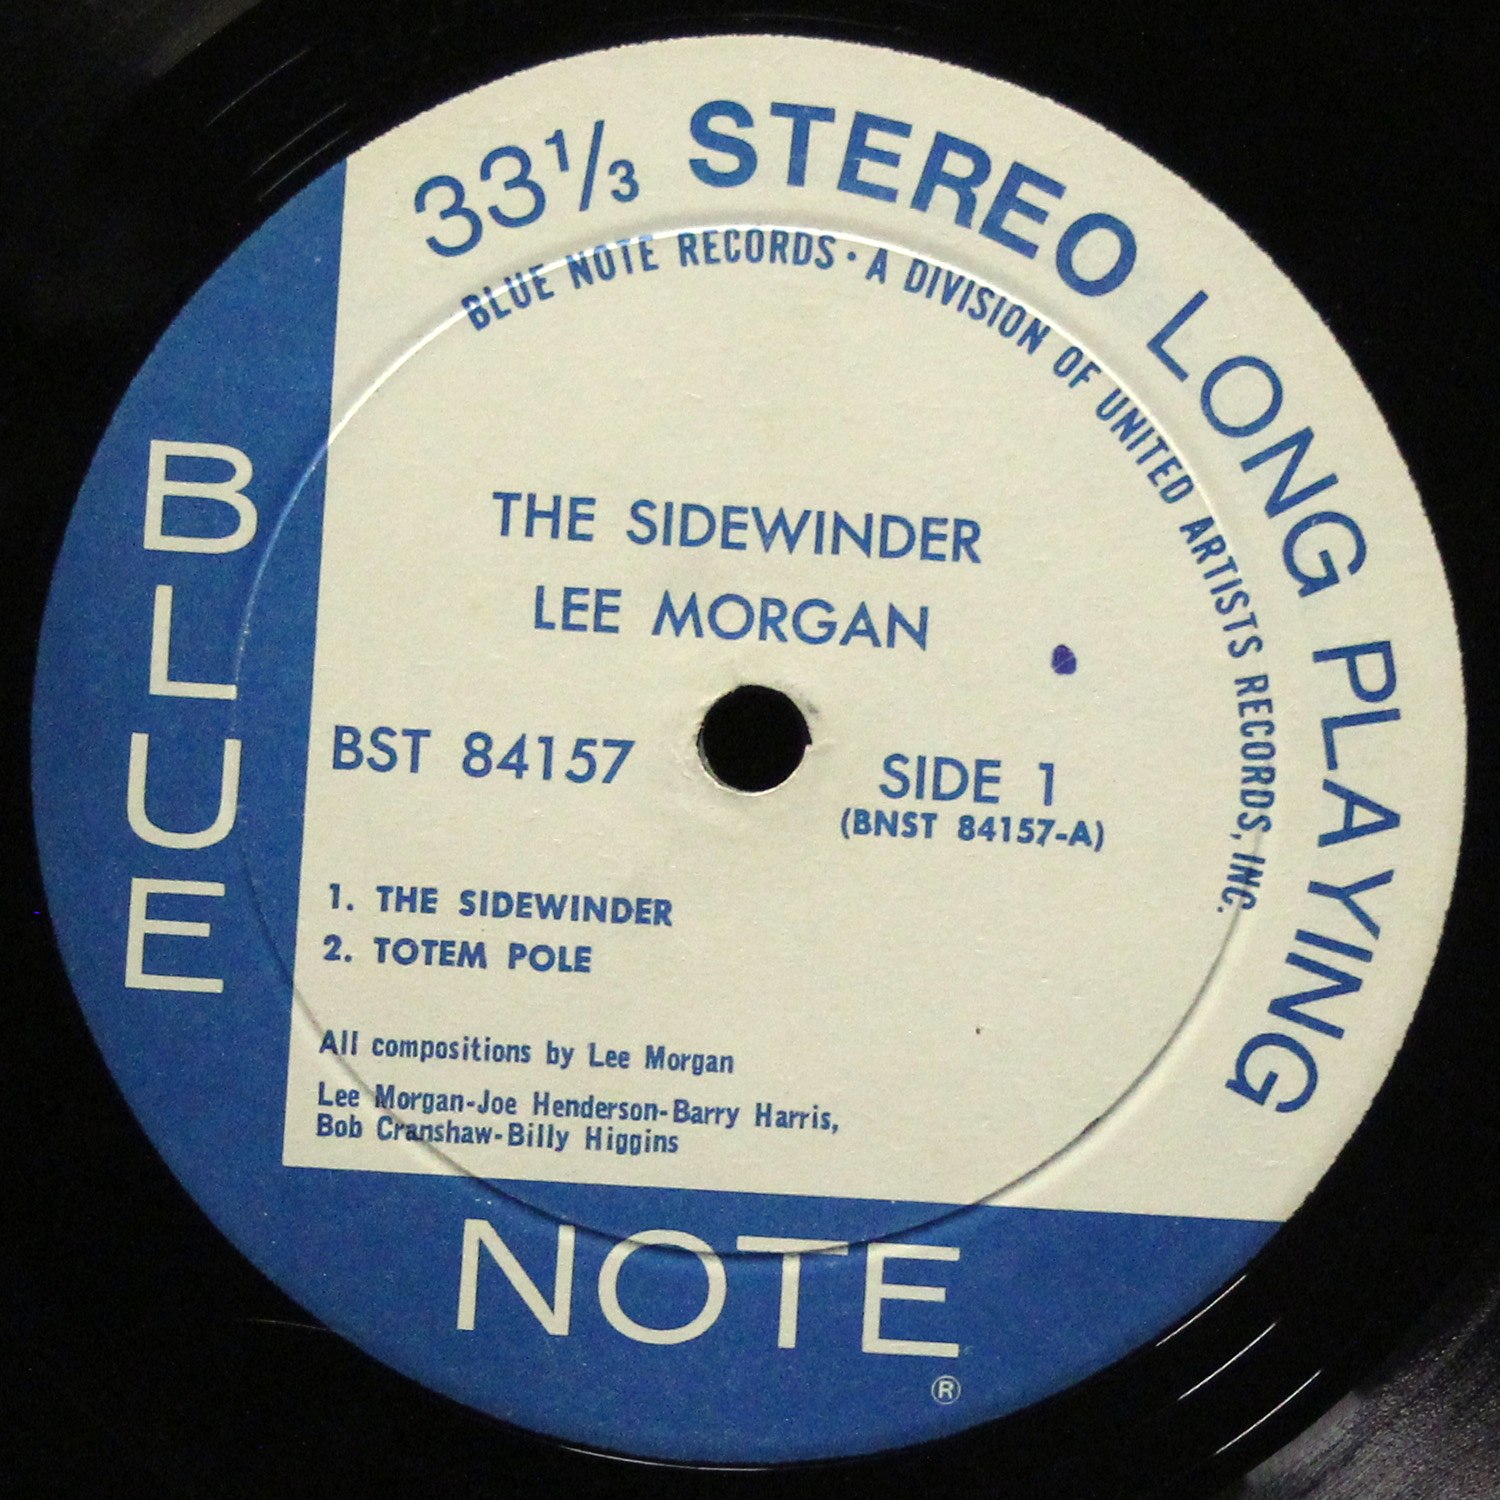 33⅓ STEREO LONG PLAYING
BLUE NOTE RECORDS · A DIVISION OF UNITED ARTISTS RECORDS, INC.
THE SIDEWINDER
LEE MORGAN
BST 84157
SIDE 1
(BNST 84157-A)
1. THE SIDEWINDER
2. TOTEM POLE
All compositions by Lee Morgan
Lee Morgan-Joe Henderson-Barry Harris,
Bob Cranshaw-Billy Higgins
BLUE
NOTE
®